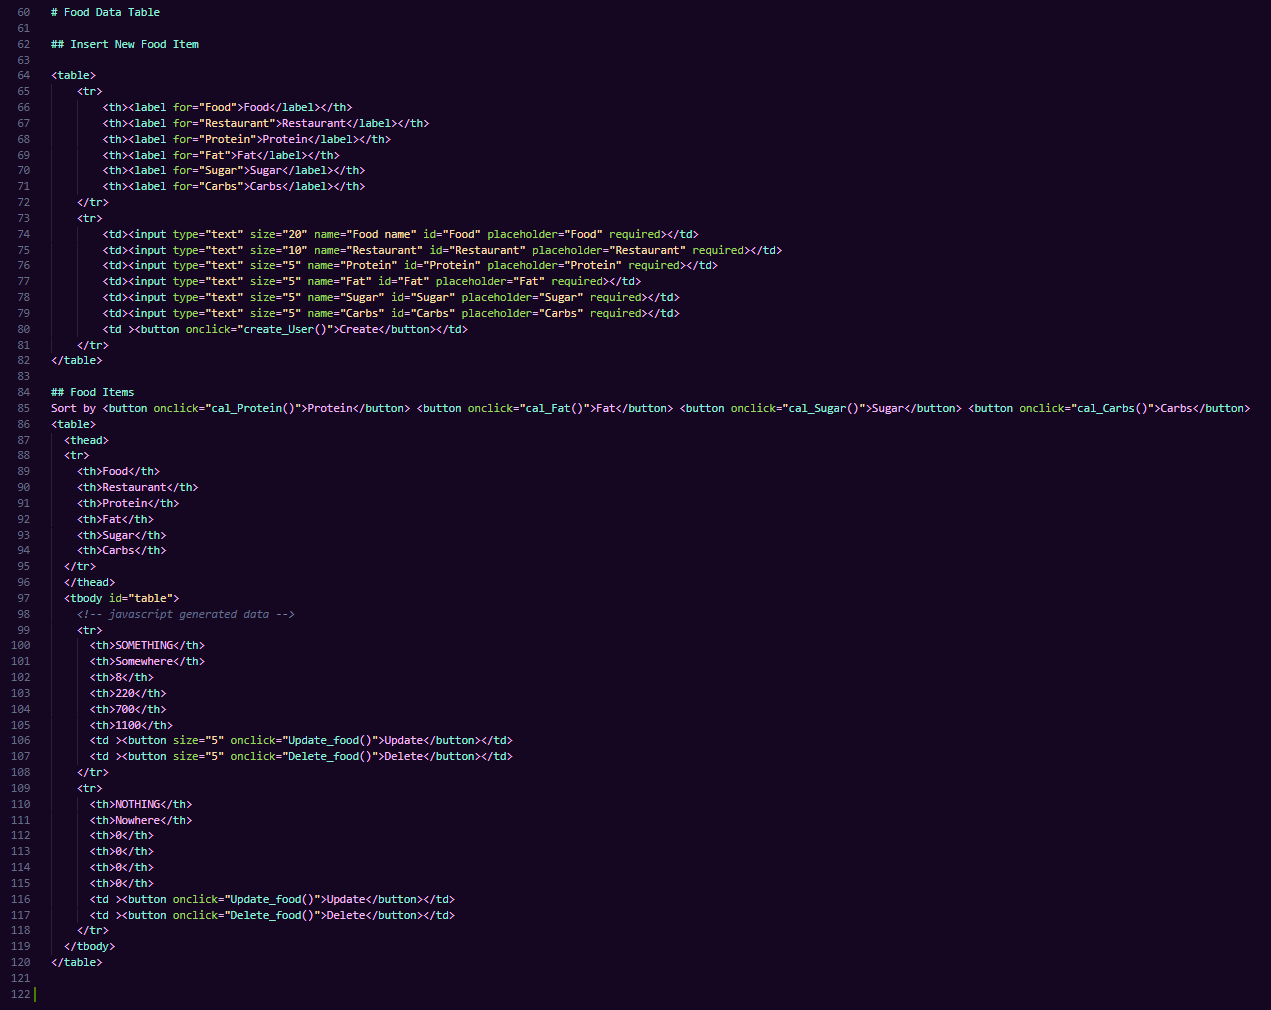 60 # Food Data Table
61
62 ## Insert New Food Item
63
64 <table>
65     <tr>
66         <th><label for="Food">Food</label></th>
67         <th><label for="Restaurant">Restaurant</label></th>
68         <th><label for="Protein">Protein</label></th>
69         <th><label for="Fat">Fat</label></th>
70         <th><label for="Sugar">Sugar</label></th>
71         <th><label for="Carbs">Carbs</label></th>
72     </tr>
73     <tr>
74         <td><input type="text" size="20" name="Food name" id="Food" placeholder="Food" required></td>
75         <td><input type="text" size="10" name="Restaurant" id="Restaurant" placeholder="Restaurant" required></td>
76         <td><input type="text" size="5" name="Protein" id="Protein" placeholder="Protein" required></td>
77         <td><input type="text" size="5" name="Fat" id="Fat" placeholder="Fat" required></td>
78         <td><input type="text" size="5" name="Sugar" id="Sugar" placeholder="Sugar" required></td>
79         <td><input type="text" size="5" name="Carbs" id="Carbs" placeholder="Carbs" required></td>
80         <td ><button onclick="create_User()">Create</button></td>
81     </tr>
82 </table>
83
84 ## Food Items
85 Sort by <button onclick="cal_Protein()">Protein</button> <button onclick="cal_Fat()">Fat</button> <button onclick="cal_Sugar()">Sugar</button> <button onclick="cal_Carbs()">Carbs</button>
86 <table>
87   <thead>
88   <tr>
89     <th>Food</th>
90     <th>Restaurant</th>
91     <th>Protein</th>
92     <th>Fat</th>
93     <th>Sugar</th>
94     <th>Carbs</th>
95   </tr>
96   </thead>
97   <tbody id="table">
98     <!-- javascript generated data -->
99     <tr>
100       <th>SOMETHING</th>
101       <th>Somewhere</th>
102       <th>8</th>
103       <th>220</th>
104       <th>700</th>
105       <th>1100</th>
106       <td ><button size="5" onclick="Update_food()">Update</button></td>
107       <td ><button size="5" onclick="Delete_food()">Delete</button></td>
108     </tr>
109     <tr>
110       <th>NOTHING</th>
111       <th>Nowhere</th>
112       <th>0</th>
113       <th>0</th>
114       <th>0</th>
115       <th>0</th>
116       <td ><button onclick="Update_food()">Update</button></td>
117       <td ><button onclick="Delete_food()">Delete</button></td>
118     </tr>
119   </tbody>
120 </table>
121
122